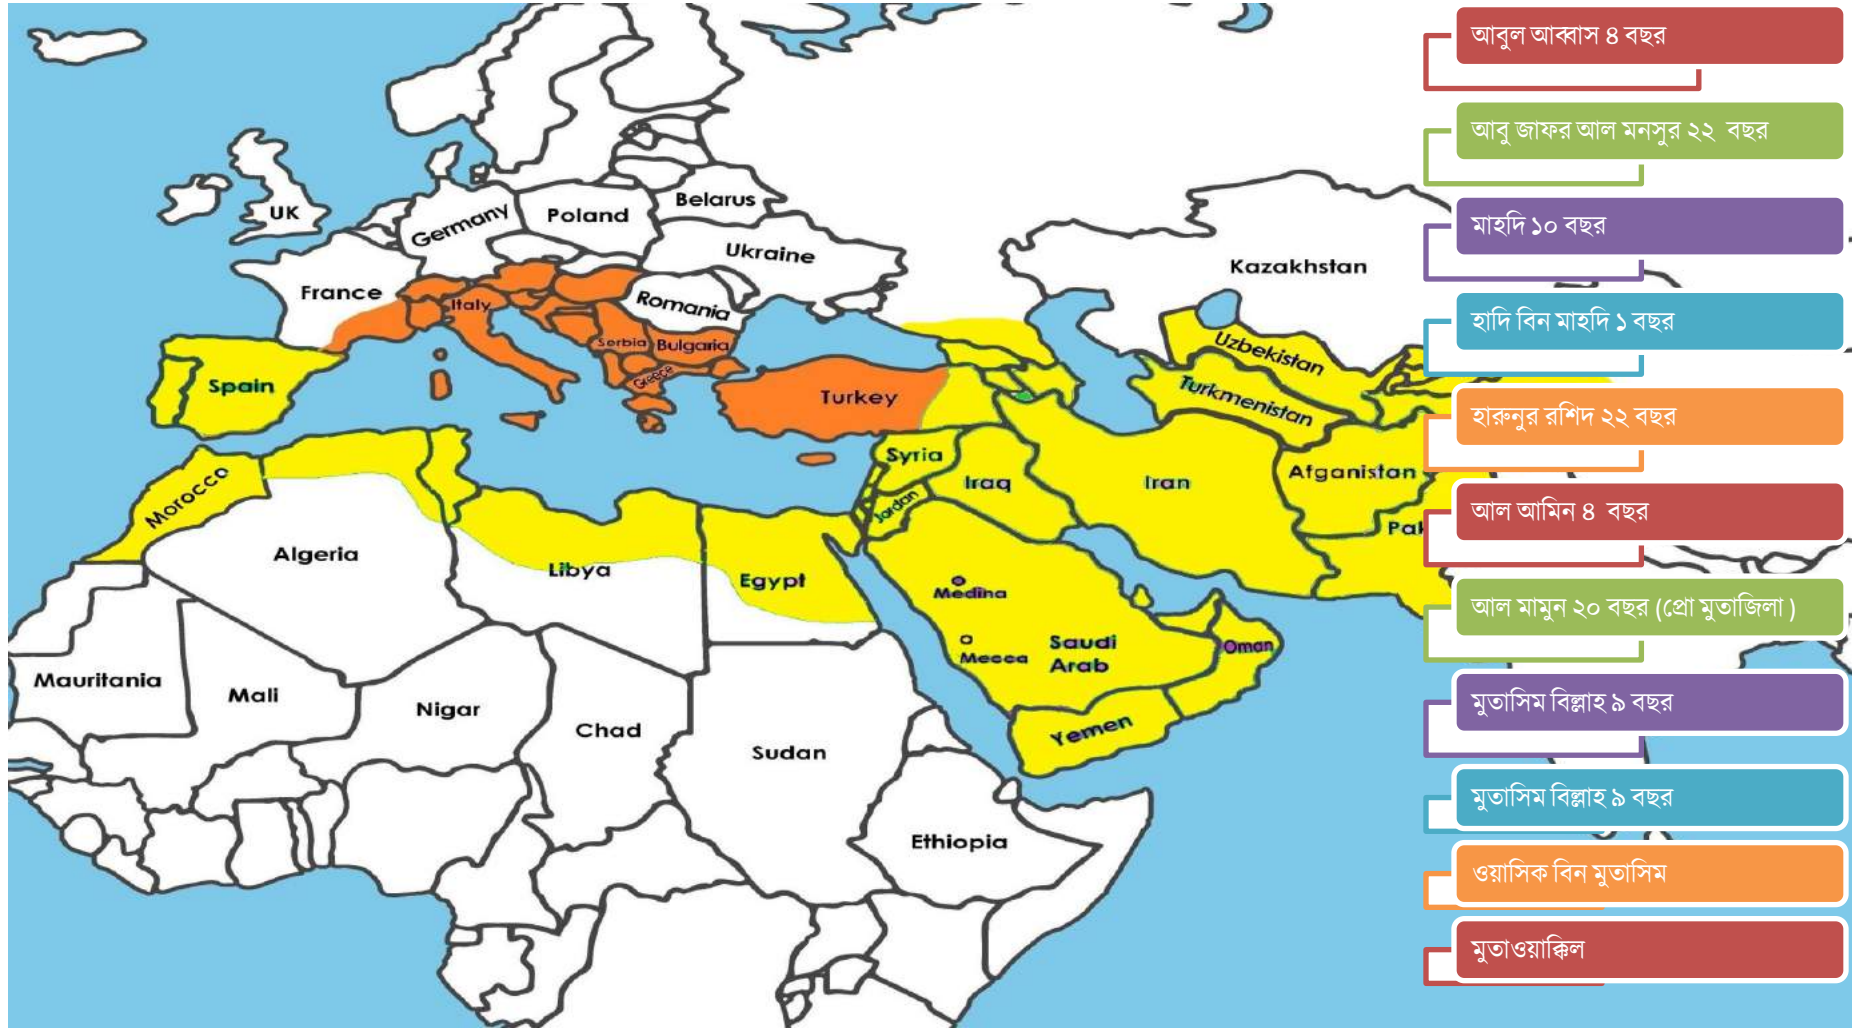 UK
Germany
Poland
Belarus
Ukraine
France
Italy
Romania
Serbia
Bulgaria
Greece
Spain
Turkey
Kazakhstan
Uzbekistan
Turkmenistan
Syria
Iraq
Iran
Afganistan
Jordan
Pak
Morocco
Algeria
Libya
Egypt
Medina
Mecca
Saudi
Arab
Oman
Yemen
Mauritania
Mali
Nigar
Chad
Sudan
Ethiopia
আবুল আব্বাস ৪ বছর
আবু জাফর আল মনসুর ২২ বছর
মাহদি ১০ বছর
হাদি বিন মাহদি ১ বছর
হারুনুর রশিদ ২২ বছর
আল আমিন ৪ বছর
আল মামুন ২০ বছর (প্রো মুতাজিলা )
মুতাসিম বিল্লাহ ৯ বছর
মুতাসিম বিল্লাহ ৯ বছর
ওয়াসিক বিন মুতাসিম
মুতাওয়াক্কিল